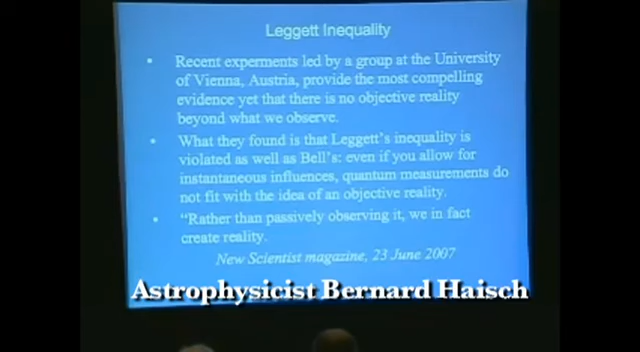 Leggett Inequality
• Recent experments led by a group at the University
of Vienna, Austria, provide the most compelling
evidence yet that there is no objective reality
beyond what we observe.
• What they found is that Leggett's inequality is
violated as well as Bell's: even if you allow for
instantaneous influences, quantum measurements do
not fit with the idea of an objective reality.
• "Rather than passively observing it, we in fact
create reality.
New Scientist magazine, 23 June 2007
Astrophysicist Bernard Haisch